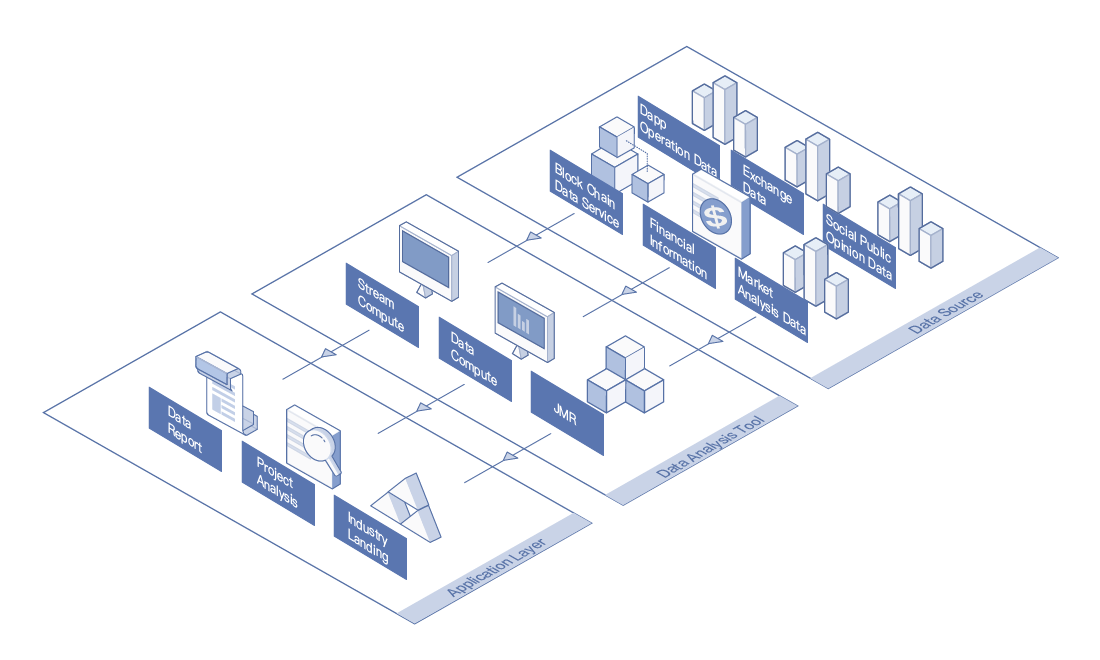 Dapp
Operation Data
Exchange
Data
Social Public
Opinion Data
Block Chain
Data Service
Financial
Information
Market
Analysis Data
Data Source
Stream
Compute
Data
Compute
JMR
Data Analysis Tool
Data
Report
Project
Analysis
Industry
Landing
Application Layer